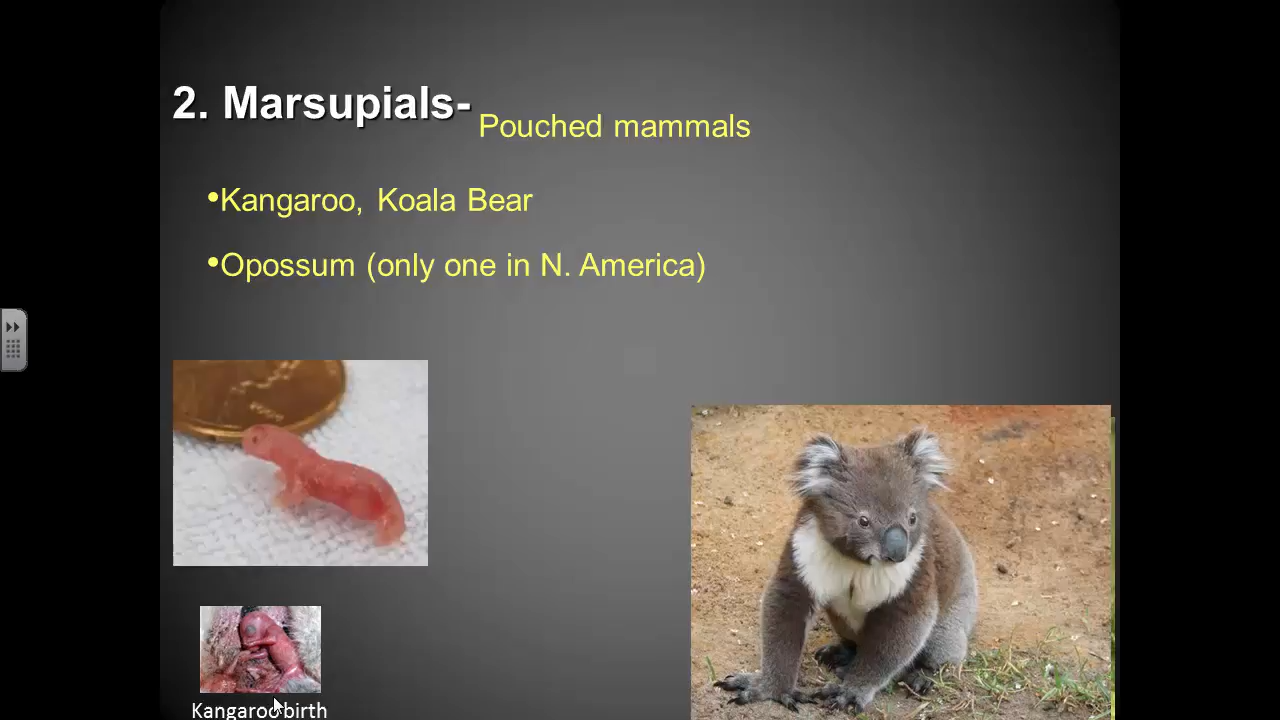 2. Marsupials-
Pouched mammals
•Kangaroo, Koala Bear
•Opossum (only one in N. America)
Kangaroo birth